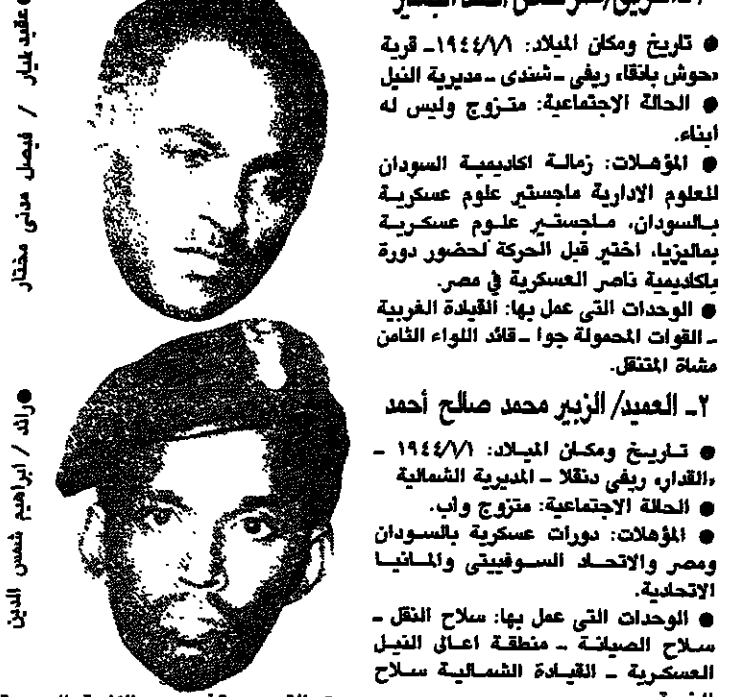 ● تاريخ ومكان الميلاد: ١٩٤٤/١/١ـ قرية
«حوش بانقا» ريفى ـ شندى ـ مديرية النيل
● الحالة الاجتماعية: متزوج وليس له
ابناء.
● المؤهلات: زمالة اكاديمية السودان
للعلوم الادارية ماجستير علوم عسكرية
بالسودان، ماجستير علوم عسكرية
بماليزيا، اختير قبل الحركة لحضور دورة
باكاديمية ناصر العسكرية في مصر.
● الوحدات التى عمل بها: القيادة الغربية
ـ القوات المحمولة جوا ـ قائد اللواء الثامن
مشاة المتنقل.
٢ـ العميد/ الزبير محمد صالح أحمد
● تاريخ ومكان الميلاد: ١٩٤٤/١/١ ـ
«القدار» ريفى دنقلا ـ المديرية الشمالية
● الحالة الاجتماعية: متزوج واب.
● المؤهلات: دورات عسكرية بالسودان
ومصر والاتحاد السوفييتى والمانيا
الاتحادية.
● الوحدات التى عمل بها: سلاح النقل ـ
سلاح الصيانة ـ منطقة اعالى النيل
العسكرية ـ القيادة الشمالية سلاح
●عقيد طيار / فيصل مدنى مختار
●رائد / ابراهيم شمس الدين